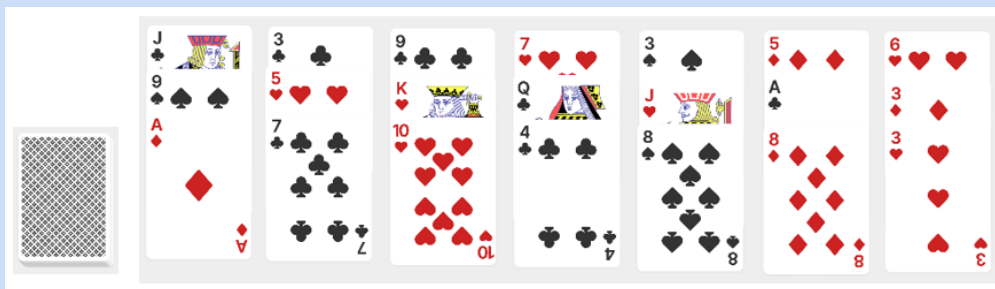 J♣ 3♣ 9♣ 7♥ 3♠ 5♦ 6♥
9♠ 5♥ K♥ Q♣ J♥ A♣ 3♦
A♦ 7♣ 10♥ 4♣ 8♠ 8♦ 3♥
A 7 10 4 8 8 3